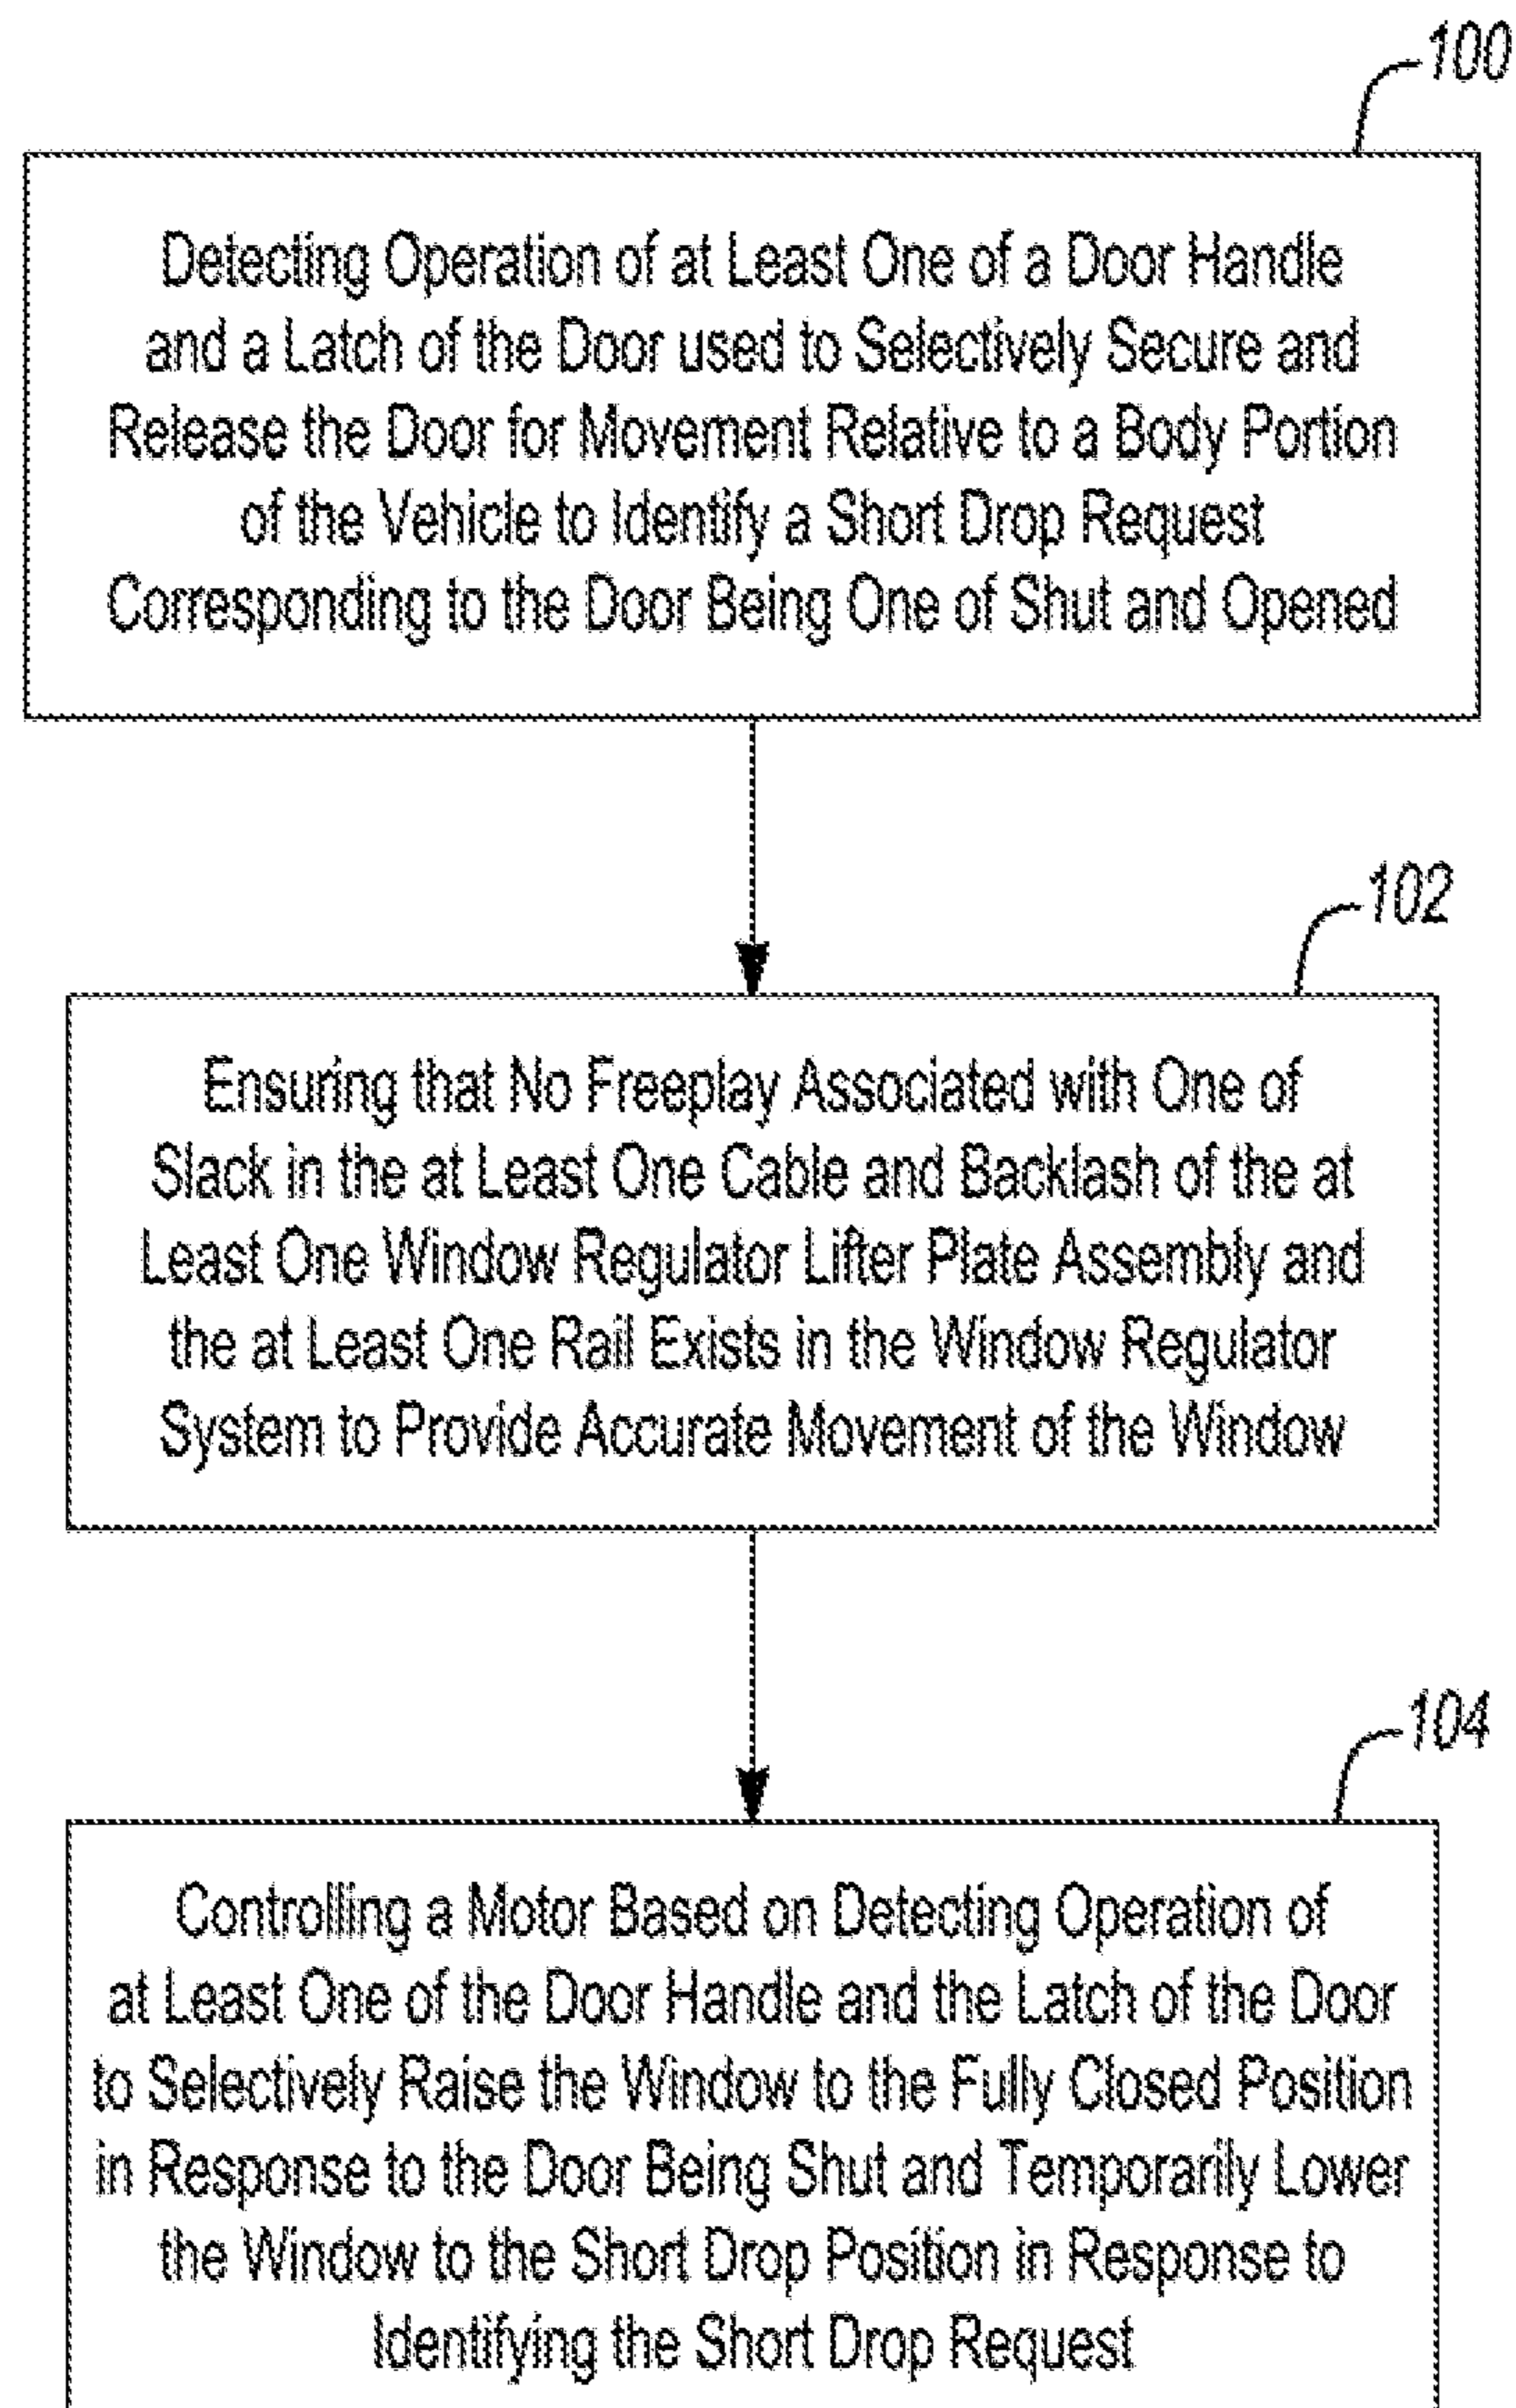 100
Detecting Operation of at Least One of a Door Handle
and a Latch of the Door used to Selectively Secure and
Release the Door for Movement Relative to a Body Portion
of the Vehicle to Identify a Short Drop Request
Corresponding to the Door Being One of Shut and Opened
102
Ensuring that No Freeplay Associated with One of
Slack in the at Least One Cable and Backlash of the at
Least One Window Regulator Lifter Plate Assembly and
the at Least One Rail Exists in the Window Regulator
System to Provide Accurate Movement of the Window
104
Controlling a Motor Based on Detecting Operation of
at Least One of the Door Handle and the Latch of the Door
to Selectively Raise the Window to the Fully Closed Position
in Response to the Door Being Shut and Temporarily Lower
the Window to the Short Drop Position in Response to
Identifying the Short Drop Request